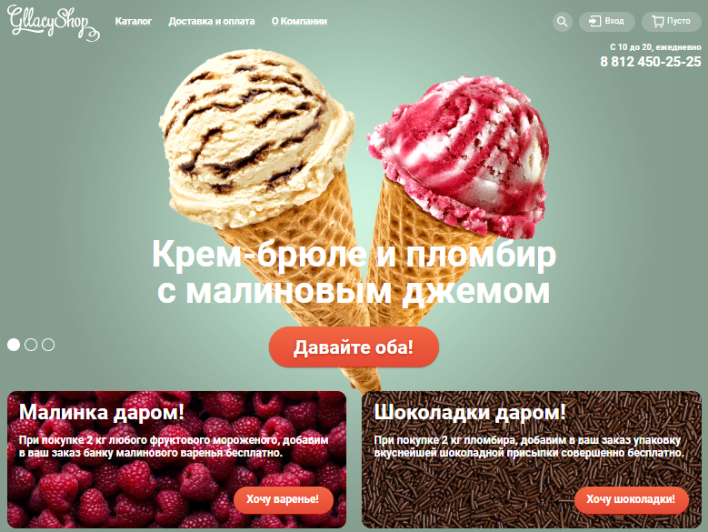 GllacyShop
Каталог
Доставка и оплата
О Компании
Вход
Пусто
С 10 до 20, ежедневно
8 812 450-25-25
Крем-брюле и пломбир
с малиновым джемом
Давайте оба!
Малинка даром!
При покупке 2 кг любого фруктового мороженого, добавим
в ваш заказ банку малинового варенья бесплатно.
Хочу варенье!
Шоколадки даром!
При покупке 2 кг пломбира, добавим в ваш заказ упаковку
вкуснейшей шоколадной присыпки совершенно бесплатно.
Хочу шоколадки!